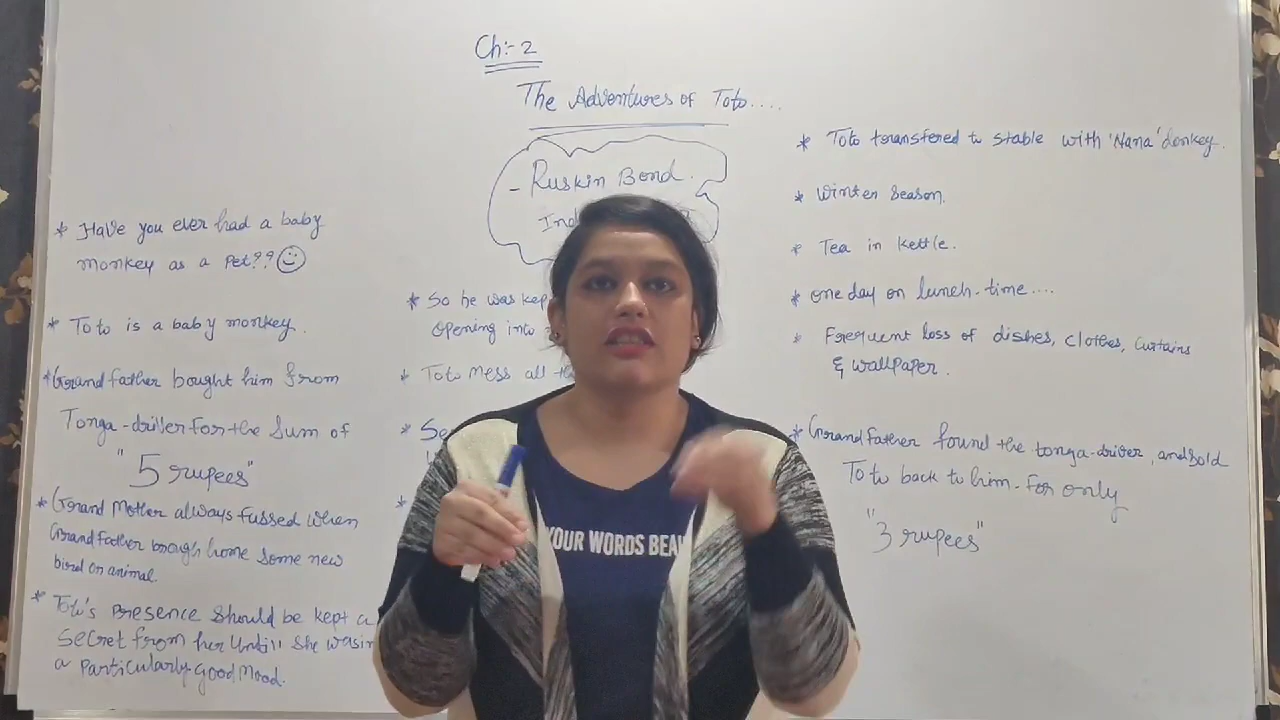 Ch:- 2
The Adventures of Toto....
- Ruskin Bond.
* Have you ever had a baby
monkey as a Pet??
* Toto is a baby monkey.
* Grand Father bought him from
Tonga-driver for the Sum of
"5 rupees"
* Grand Mother always fussed when
Grand Father brough home some new
bird or animal.
* Toto's Presence should be kept a
Secret from her Untill she was in
a Particularly Good Mood.
* So he was kep
opening into
* Toto Mess all
*
*
* Toto transfered to stable with 'Nana' donkey.
* Winter Season.
* Tea in kettle.
* one day on lunch-time....
* Frequent loss of dishes, clothes, curtains
& wallpaper.
* Grand Father found the tonga-driver, and sold
Toto back to him - For only
"3 rupees"
YOUR WORDS